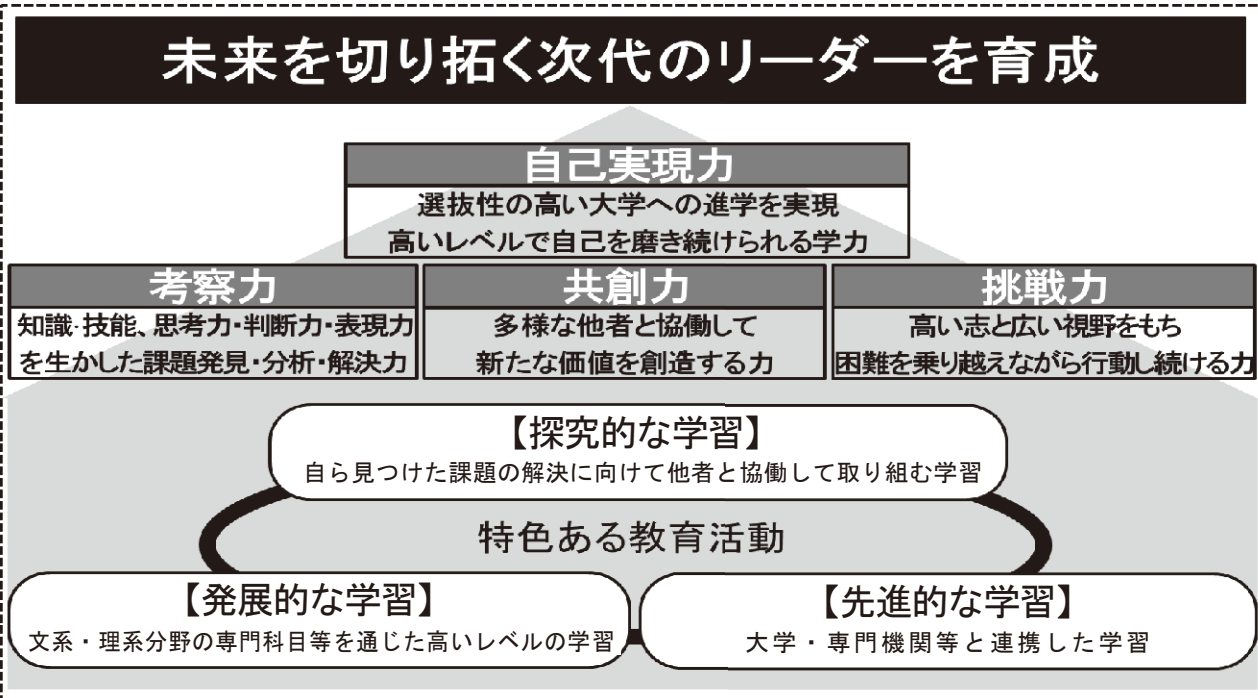 未来を切り拓く次代のリーダーを育成
自己実現力
選抜性の高い大学への進学を実現
高いレベルで自己を磨き続けられる学力
考察力
知識・技能、思考力・判断力・表現力
を生かした課題発見・分析・解決力
共創力
多様な他者と協働して
新たな価値を創造する力
挑戦力
高い志と広い視野をもち
困難を乗り越えながら行動し続ける力
【探究的な学習】
自ら見つけた課題の解決に向けて他者と協働して取り組む学習
特色ある教育活動
【発展的な学習】
文系・理系分野の専門科目等を通じた高いレベルの学習
【先進的な学習】
大学・専門機関等と連携した学習